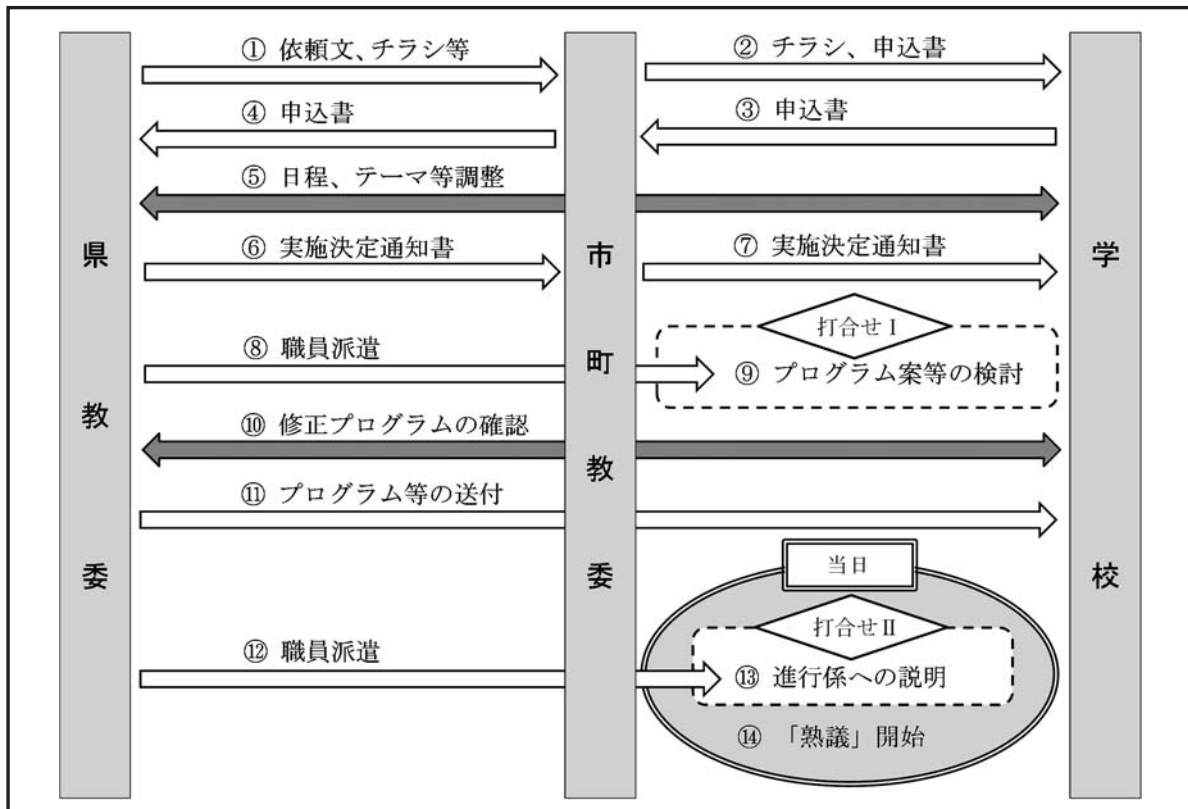 ① 依頼文、チラシ等
② チラシ、申込書
④ 申込書
③ 申込書
⑤ 日程、テーマ等調整
⑥ 実施決定通知書
⑦ 実施決定通知書
打合せⅠ
⑧ 職員派遣
⑨ プログラム案等の検討
⑩ 修正プログラムの確認
⑪ プログラム等の送付
当日
打合せⅡ
⑫ 職員派遣
⑬ 進行係への説明
⑭ 「熟議」開始
県教委
市町教委
学校